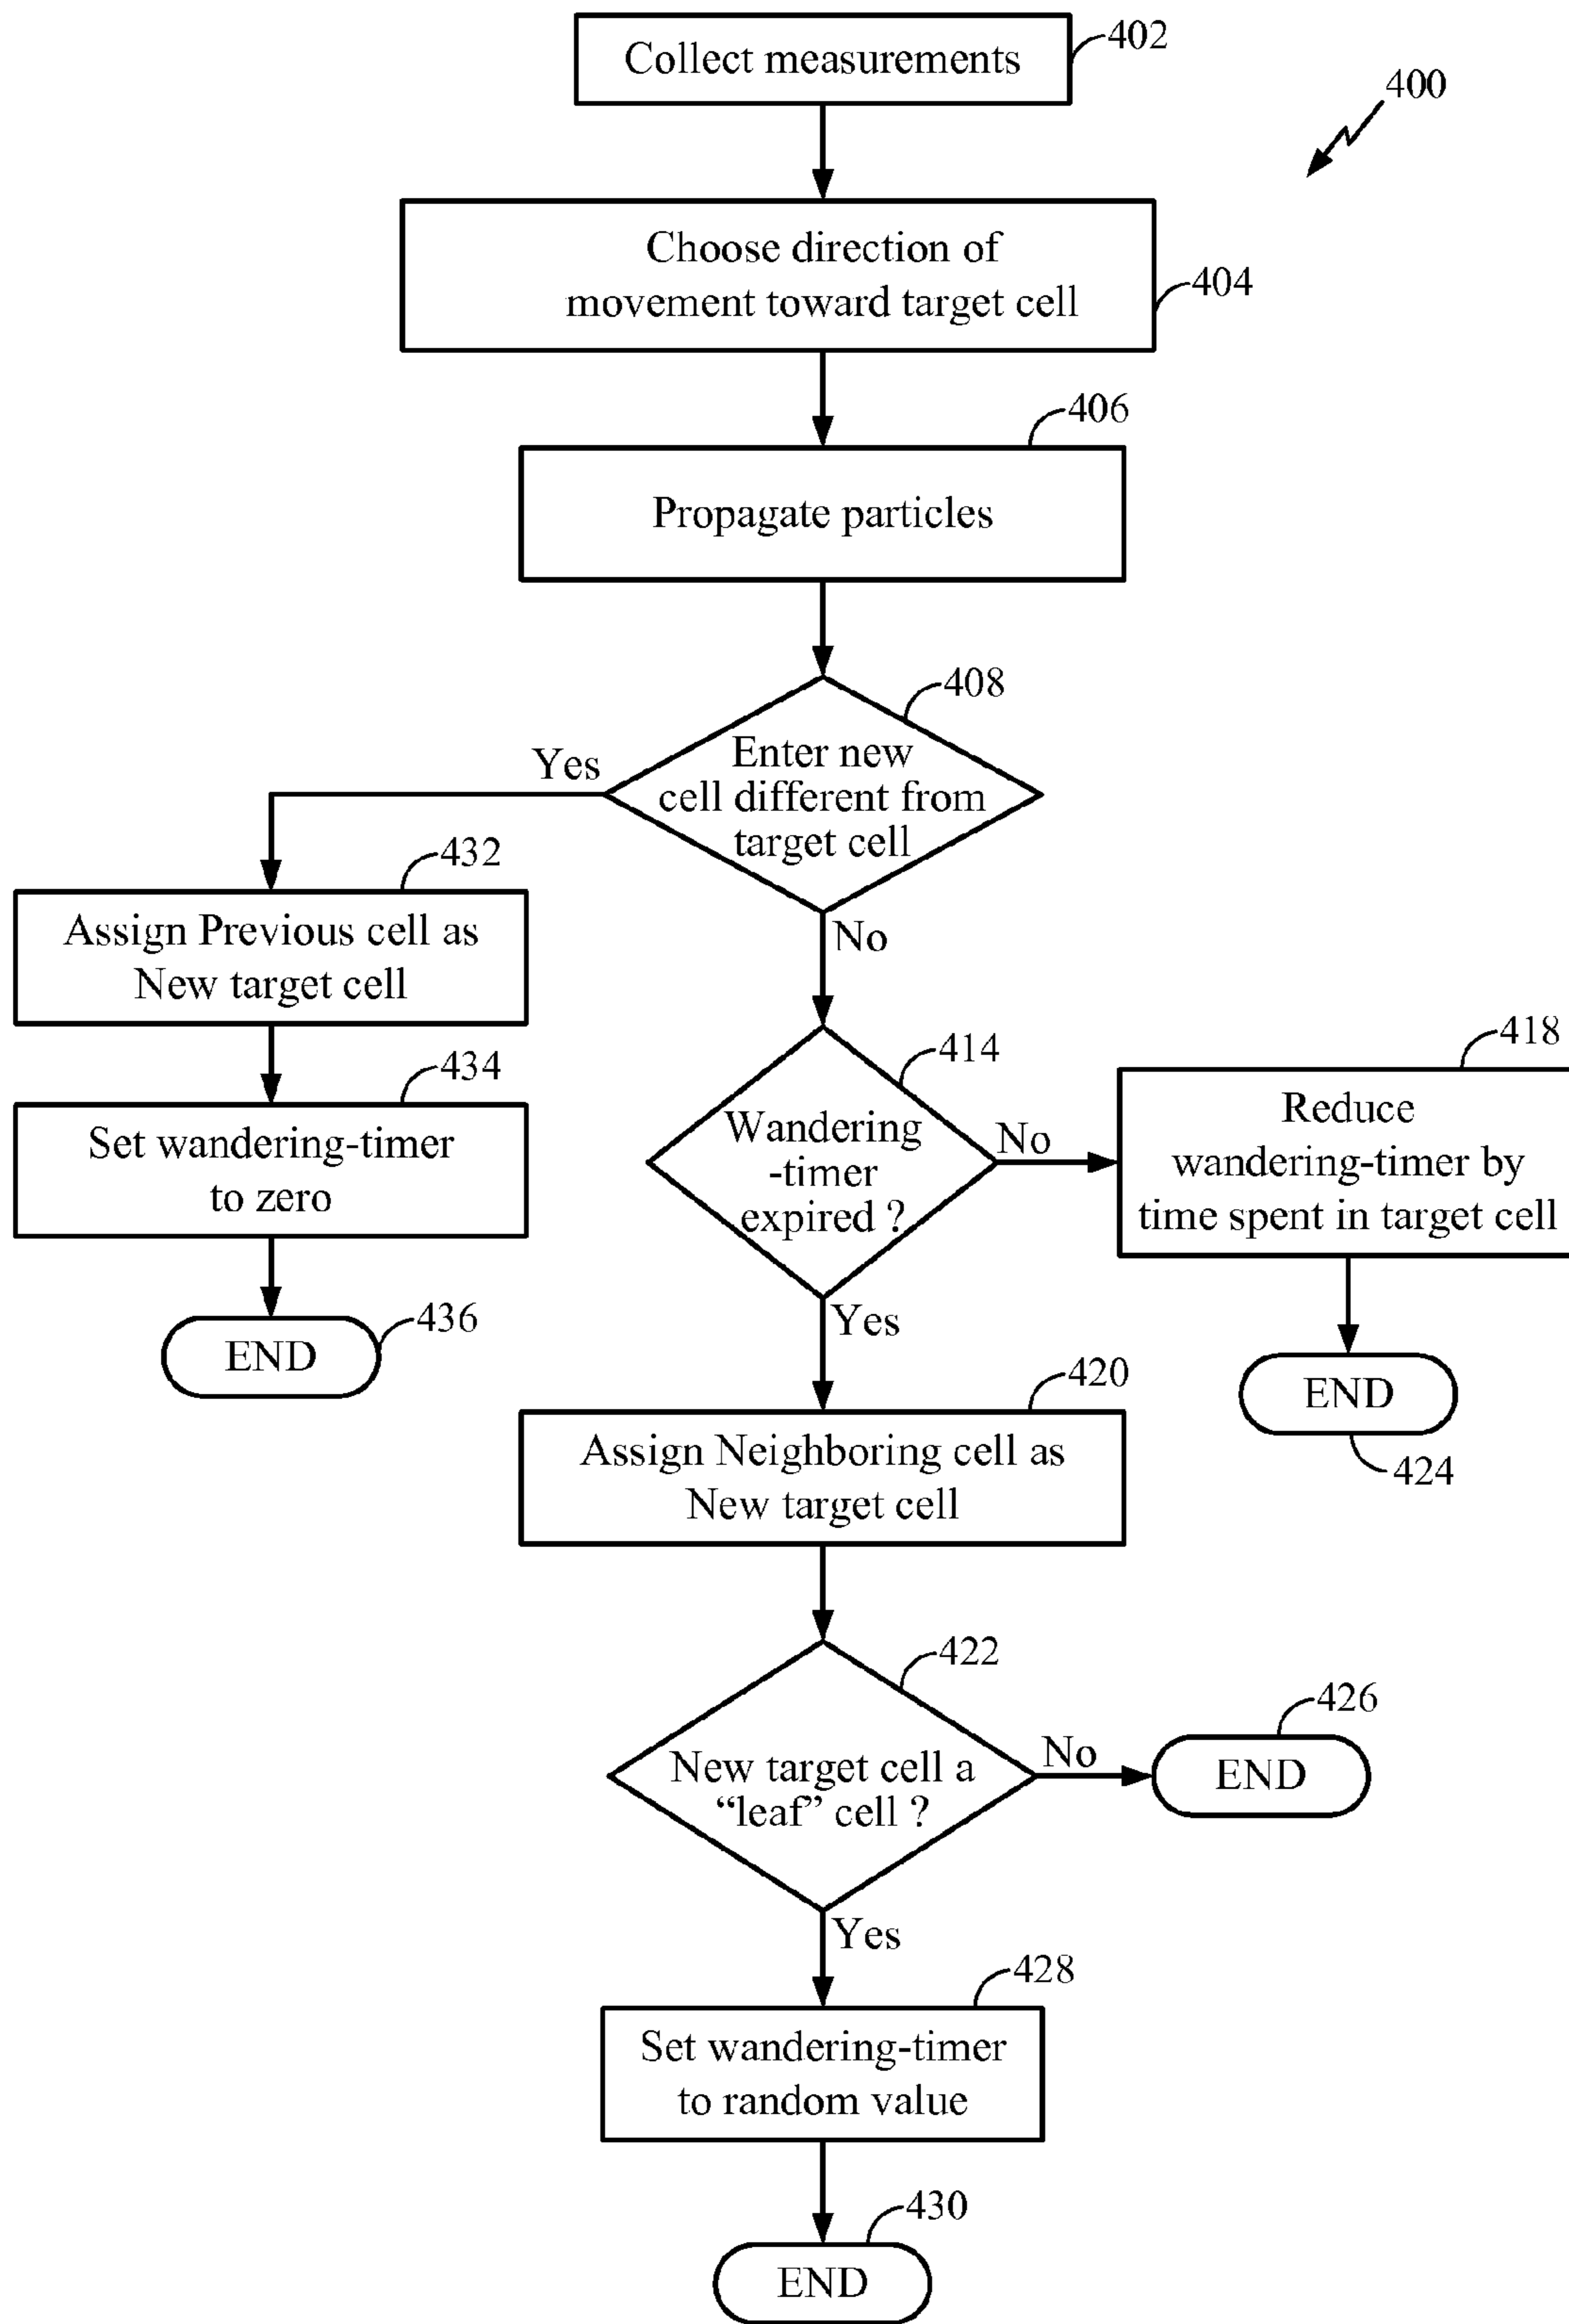 Collect measurements
402
400
Choose direction of
movement toward target cell
404
406
Propagate particles
408
Enter new
cell different from
target cell
Yes
No
432
Assign Previous cell as
New target cell
434
Set wandering-timer
to zero
436
END
414
Wandering
-timer
expired ?
No
Yes
418
Reduce
wandering-timer by
time spent in target cell
END
424
420
Assign Neighboring cell as
New target cell
422
New target cell a
“leaf” cell ?
No
426
END
Yes
428
Set wandering-timer
to random value
430
END